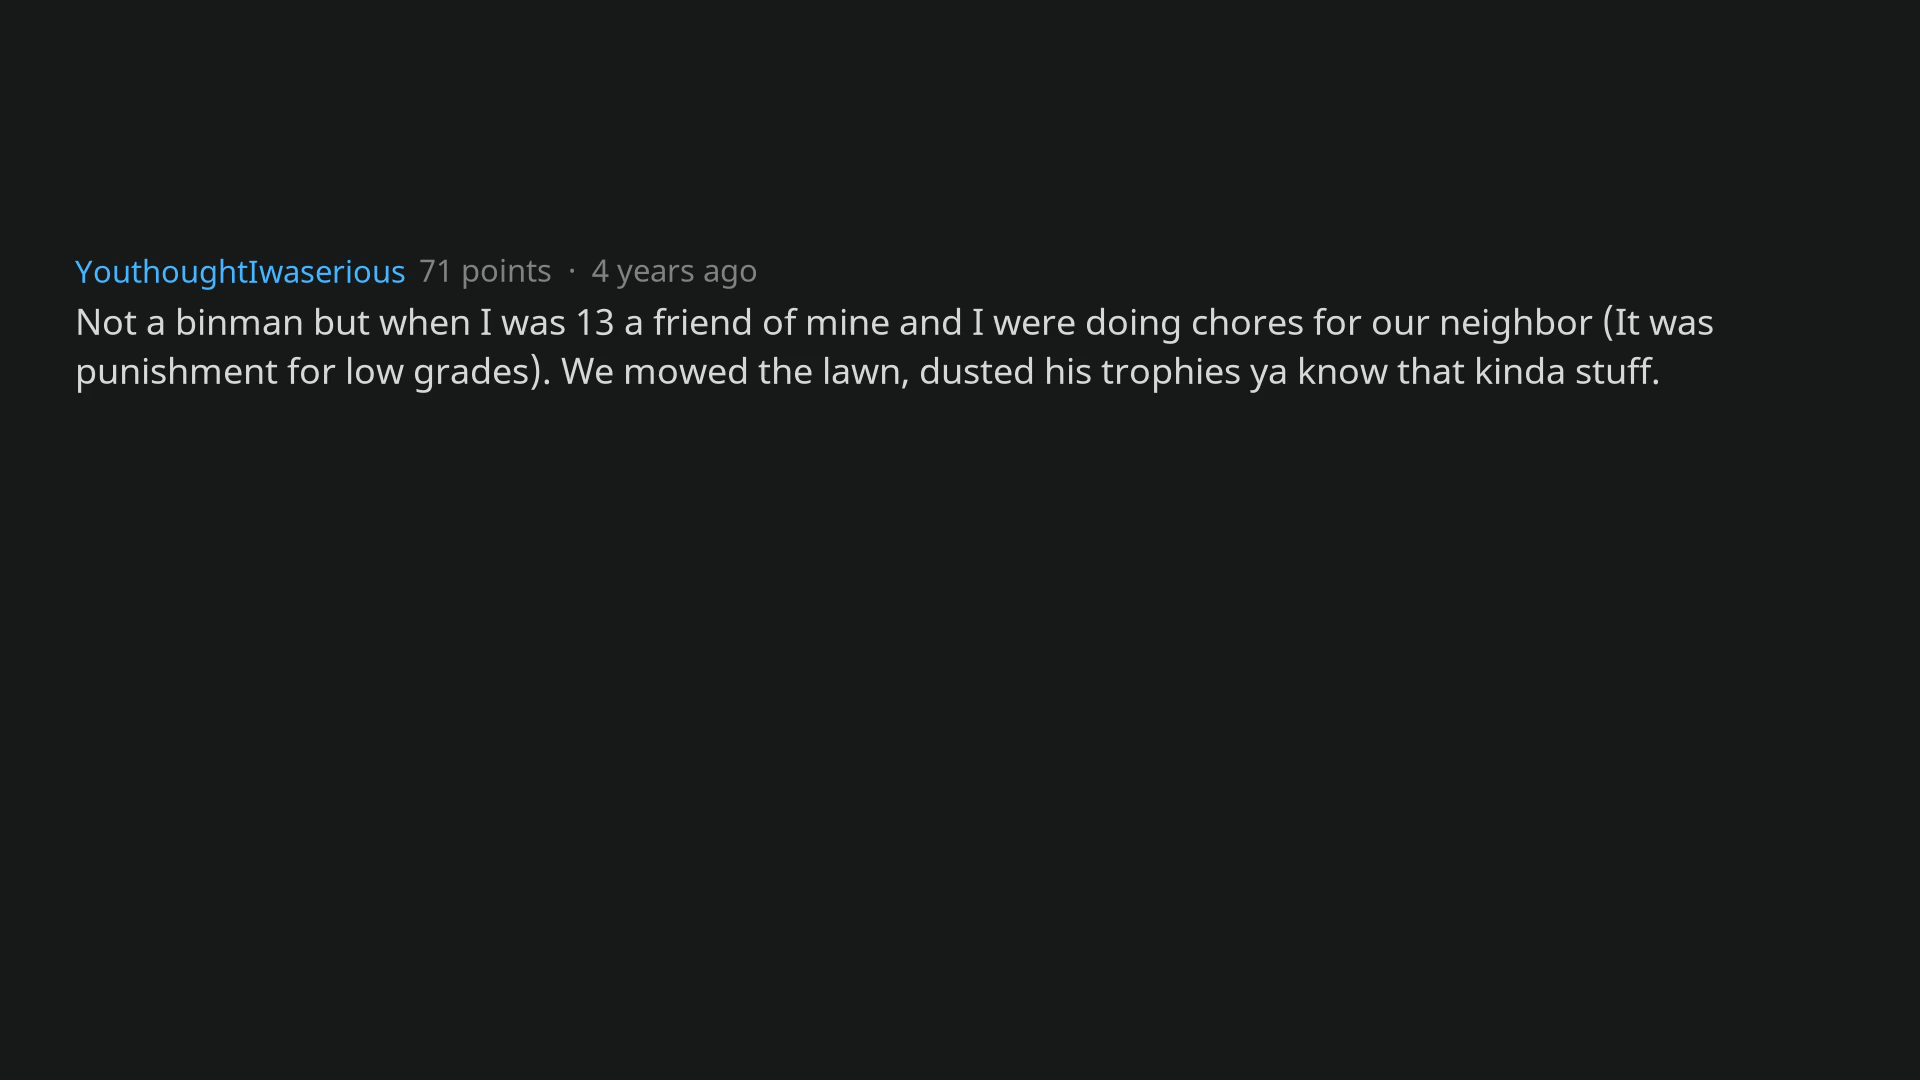 YouthoughtIwaserious 71 points · 4 years ago
Not a binman but when I was 13 a friend of mine and I were doing chores for our neighbor (It was
punishment for low grades). We mowed the lawn, dusted his trophies ya know that kinda stuff.